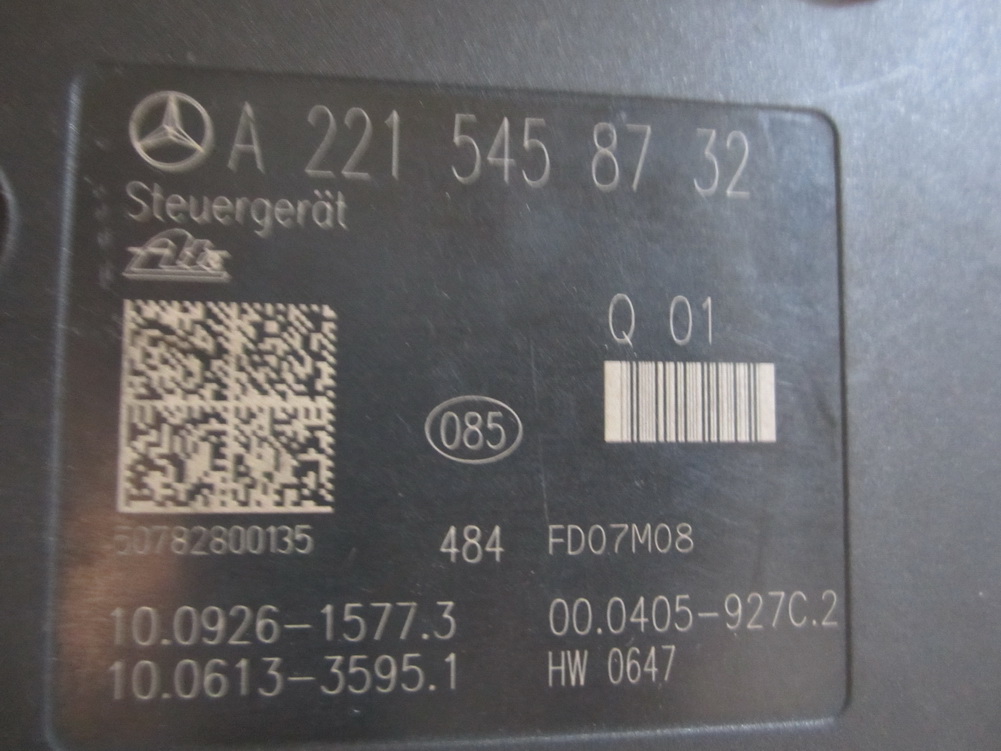 A 221 545 87 32
Steuergerät
Ate
Q 01
085
50782800135 484 FD07M08
10.0926-1577.3 00.0405-927C.2
10.0613-3595.1 HW 0647